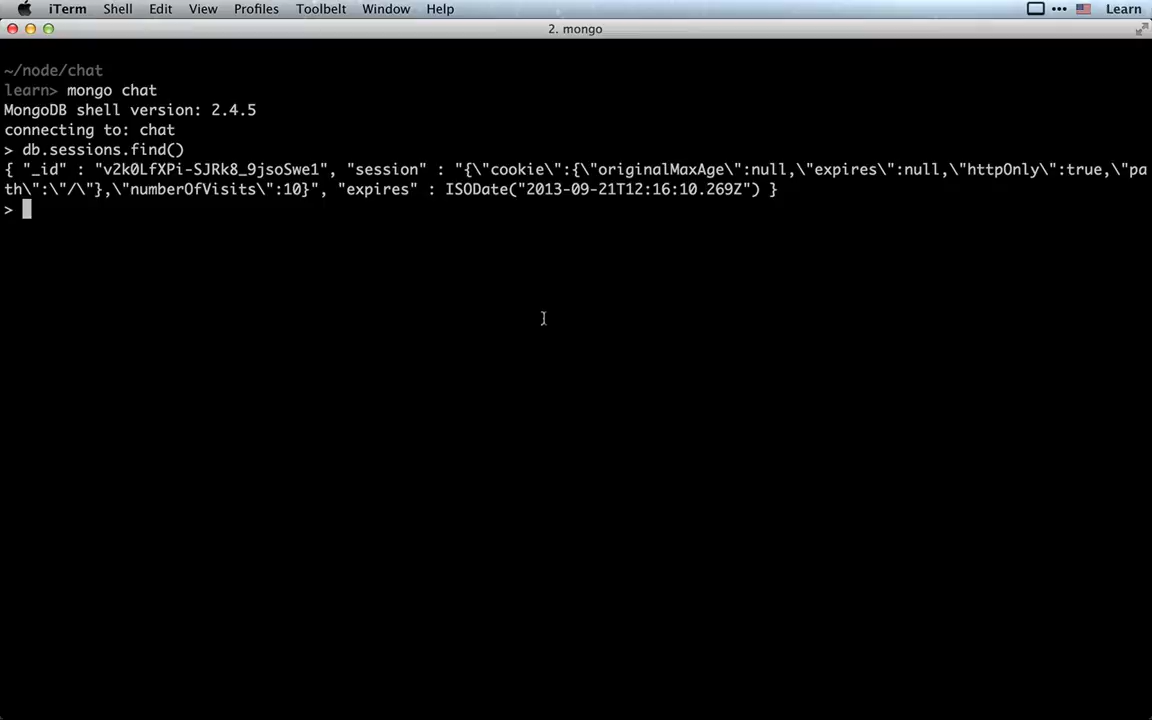 iTerm Shell Edit View Profiles Toolbelt Window Help Learn
2. mongo
~/node/chat
learn> mongo chat
MongoDB shell version: 2.4.5
connecting to: chat
> db.sessions.find()
{ "_id" : "v2k0LfXPi-SJRk8_9jsoSwe1", "session" : "{\"cookie\":{\"originalMaxAge\":null,\"expires\":null,\"httpOnly\":true,\"pa
th\":\"/\"},\"numberOfVisits\":10}", "expires" : ISODate("2013-09-21T12:16:10.269Z") }
>